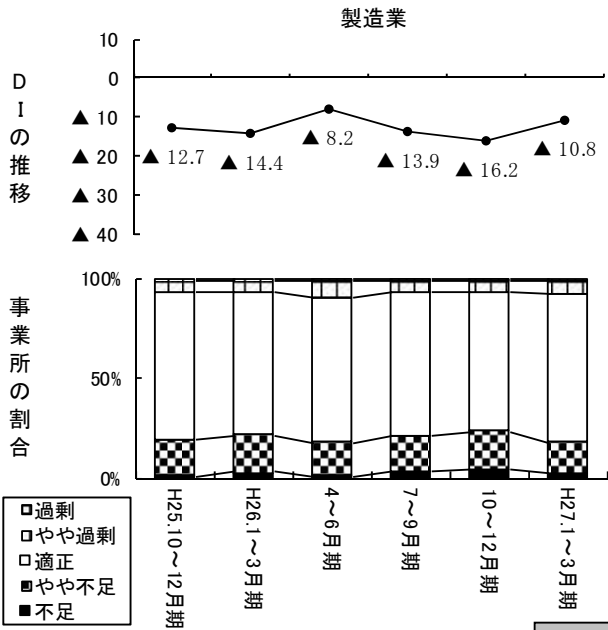 製造業
DIの推移
10
0
▲ 10
▲ 20
▲ 30
▲ 40
▲ 12.7
▲ 14.4
▲ 8.2
▲ 13.9
▲ 16.2
▲ 10.8
事業所の割合
100%
50%
0%
H25.10～12月期
H26.1～3月期
4～6月期
7～9月期
10～12月期
H27.1～3月期
過剰
やや過剰
適正
やや不足
不足